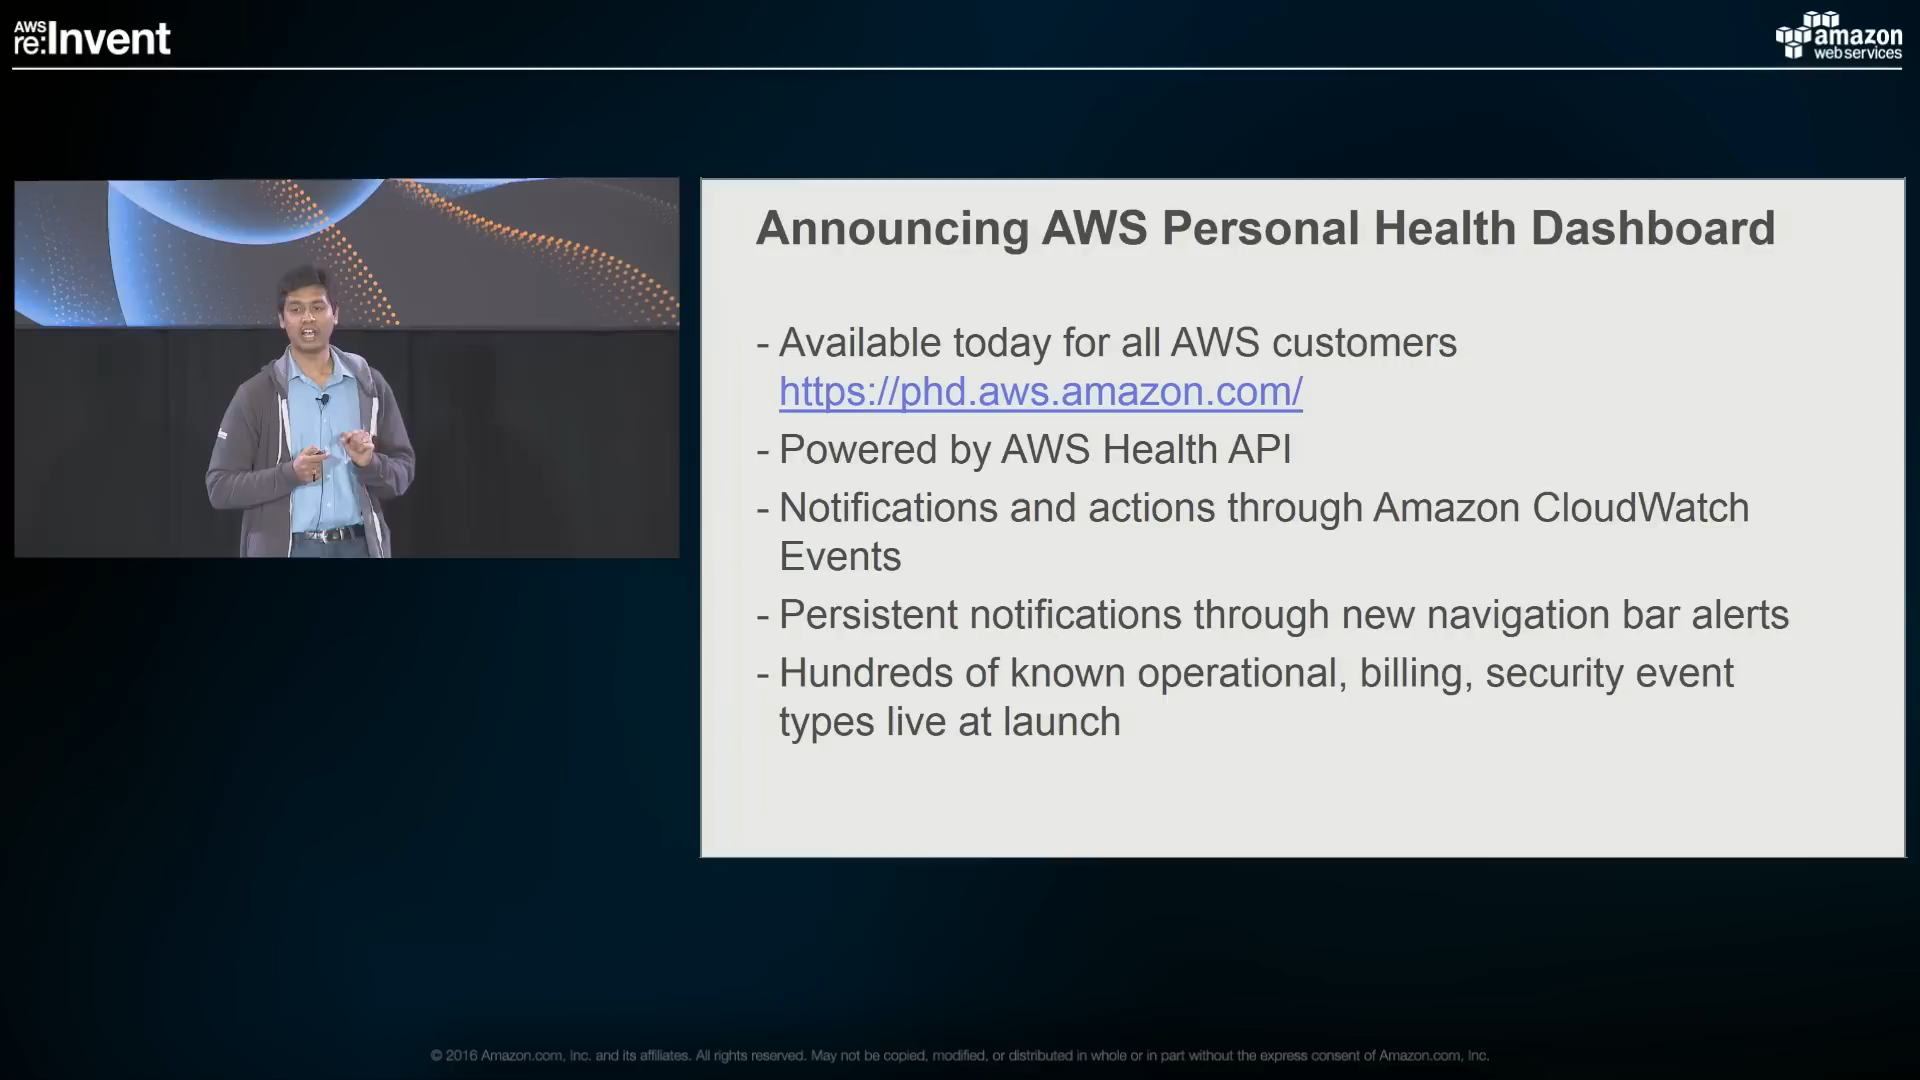 AWS
re:Invent
amazon
webservices
Announcing AWS Personal Health Dashboard
- Available today for all AWS customers
https://phd.aws.amazon.com/
- Powered by AWS Health API
- Notifications and actions through Amazon CloudWatch
Events
- Persistent notifications through new navigation bar alerts
- Hundreds of known operational, billing, security event
types live at launch
© 2016 Amazon.com, Inc. and its affiliates. All rights reserved. May not be copied, modified, or distributed in whole or in part without the express consent of Amazon.com, Inc.